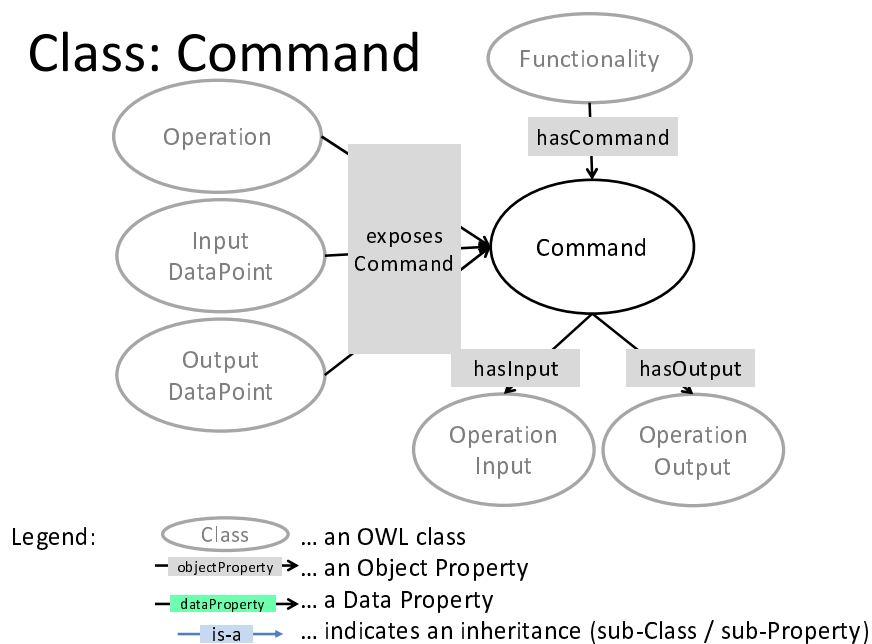 Class: Command
Functionality
hasCommand
Operation
Input
DataPoint
Output
DataPoint
exposes
Command
Command
hasInput
hasOutput
Operation
Input
Operation
Output
Legend:
Class
... an OWL class
objectProperty
... an Object Property
dataProperty
... a Data Property
is-a
... indicates an inheritance (sub-Class / sub-Property)